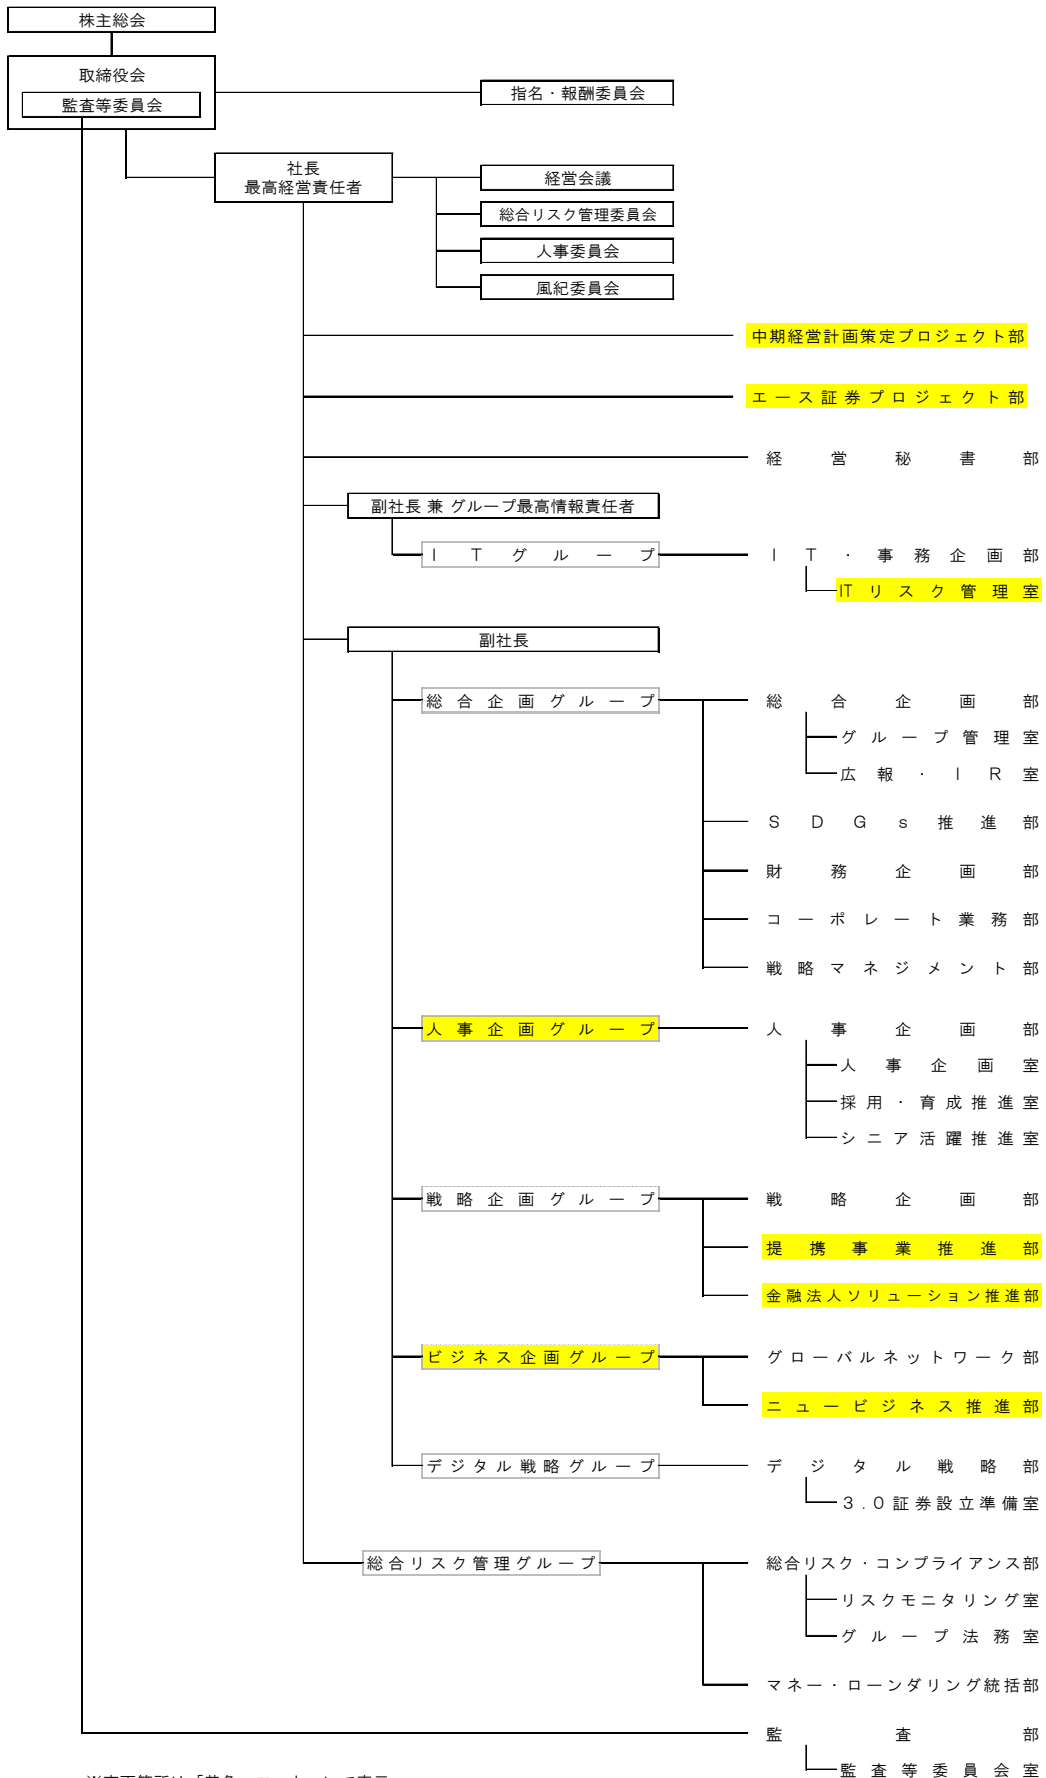 株主総会
取締役会
監査等委員会
指名・報酬委員会
社長
最高経営責任者
経営会議
総合リスク管理委員会
人事委員会
風紀委員会
中期経営計画策定プロジェクト部
エース証券プロジェクト部
経営秘書部
副社長 兼 グループ最高情報責任者
ＩＴグループ
ＩＴ・事務企画部
ITリスク管理室
副社長
総合企画グループ
総合企画部
グループ管理室
広報・ＩＲ室
ＳＤＧｓ推進部
財務企画部
コーポレート業務部
戦略マネジメント部
人事企画グループ
人事企画部
人事企画室
採用・育成推進室
シニア活躍推進室
戦略企画グループ
戦略企画部
提携事業推進部
金融法人ソリューション推進部
ビジネス企画グループ
グローバルネットワーク部
ニュービジネス推進部
デジタル戦略グループ
デジタル戦略部
３.０証券設立準備室
総合リスク管理グループ
総合リスク・コンプライアンス部
リスクモニタリング室
グループ法務室
マネー・ローンダリング統括部
監査部
監査等委員会室